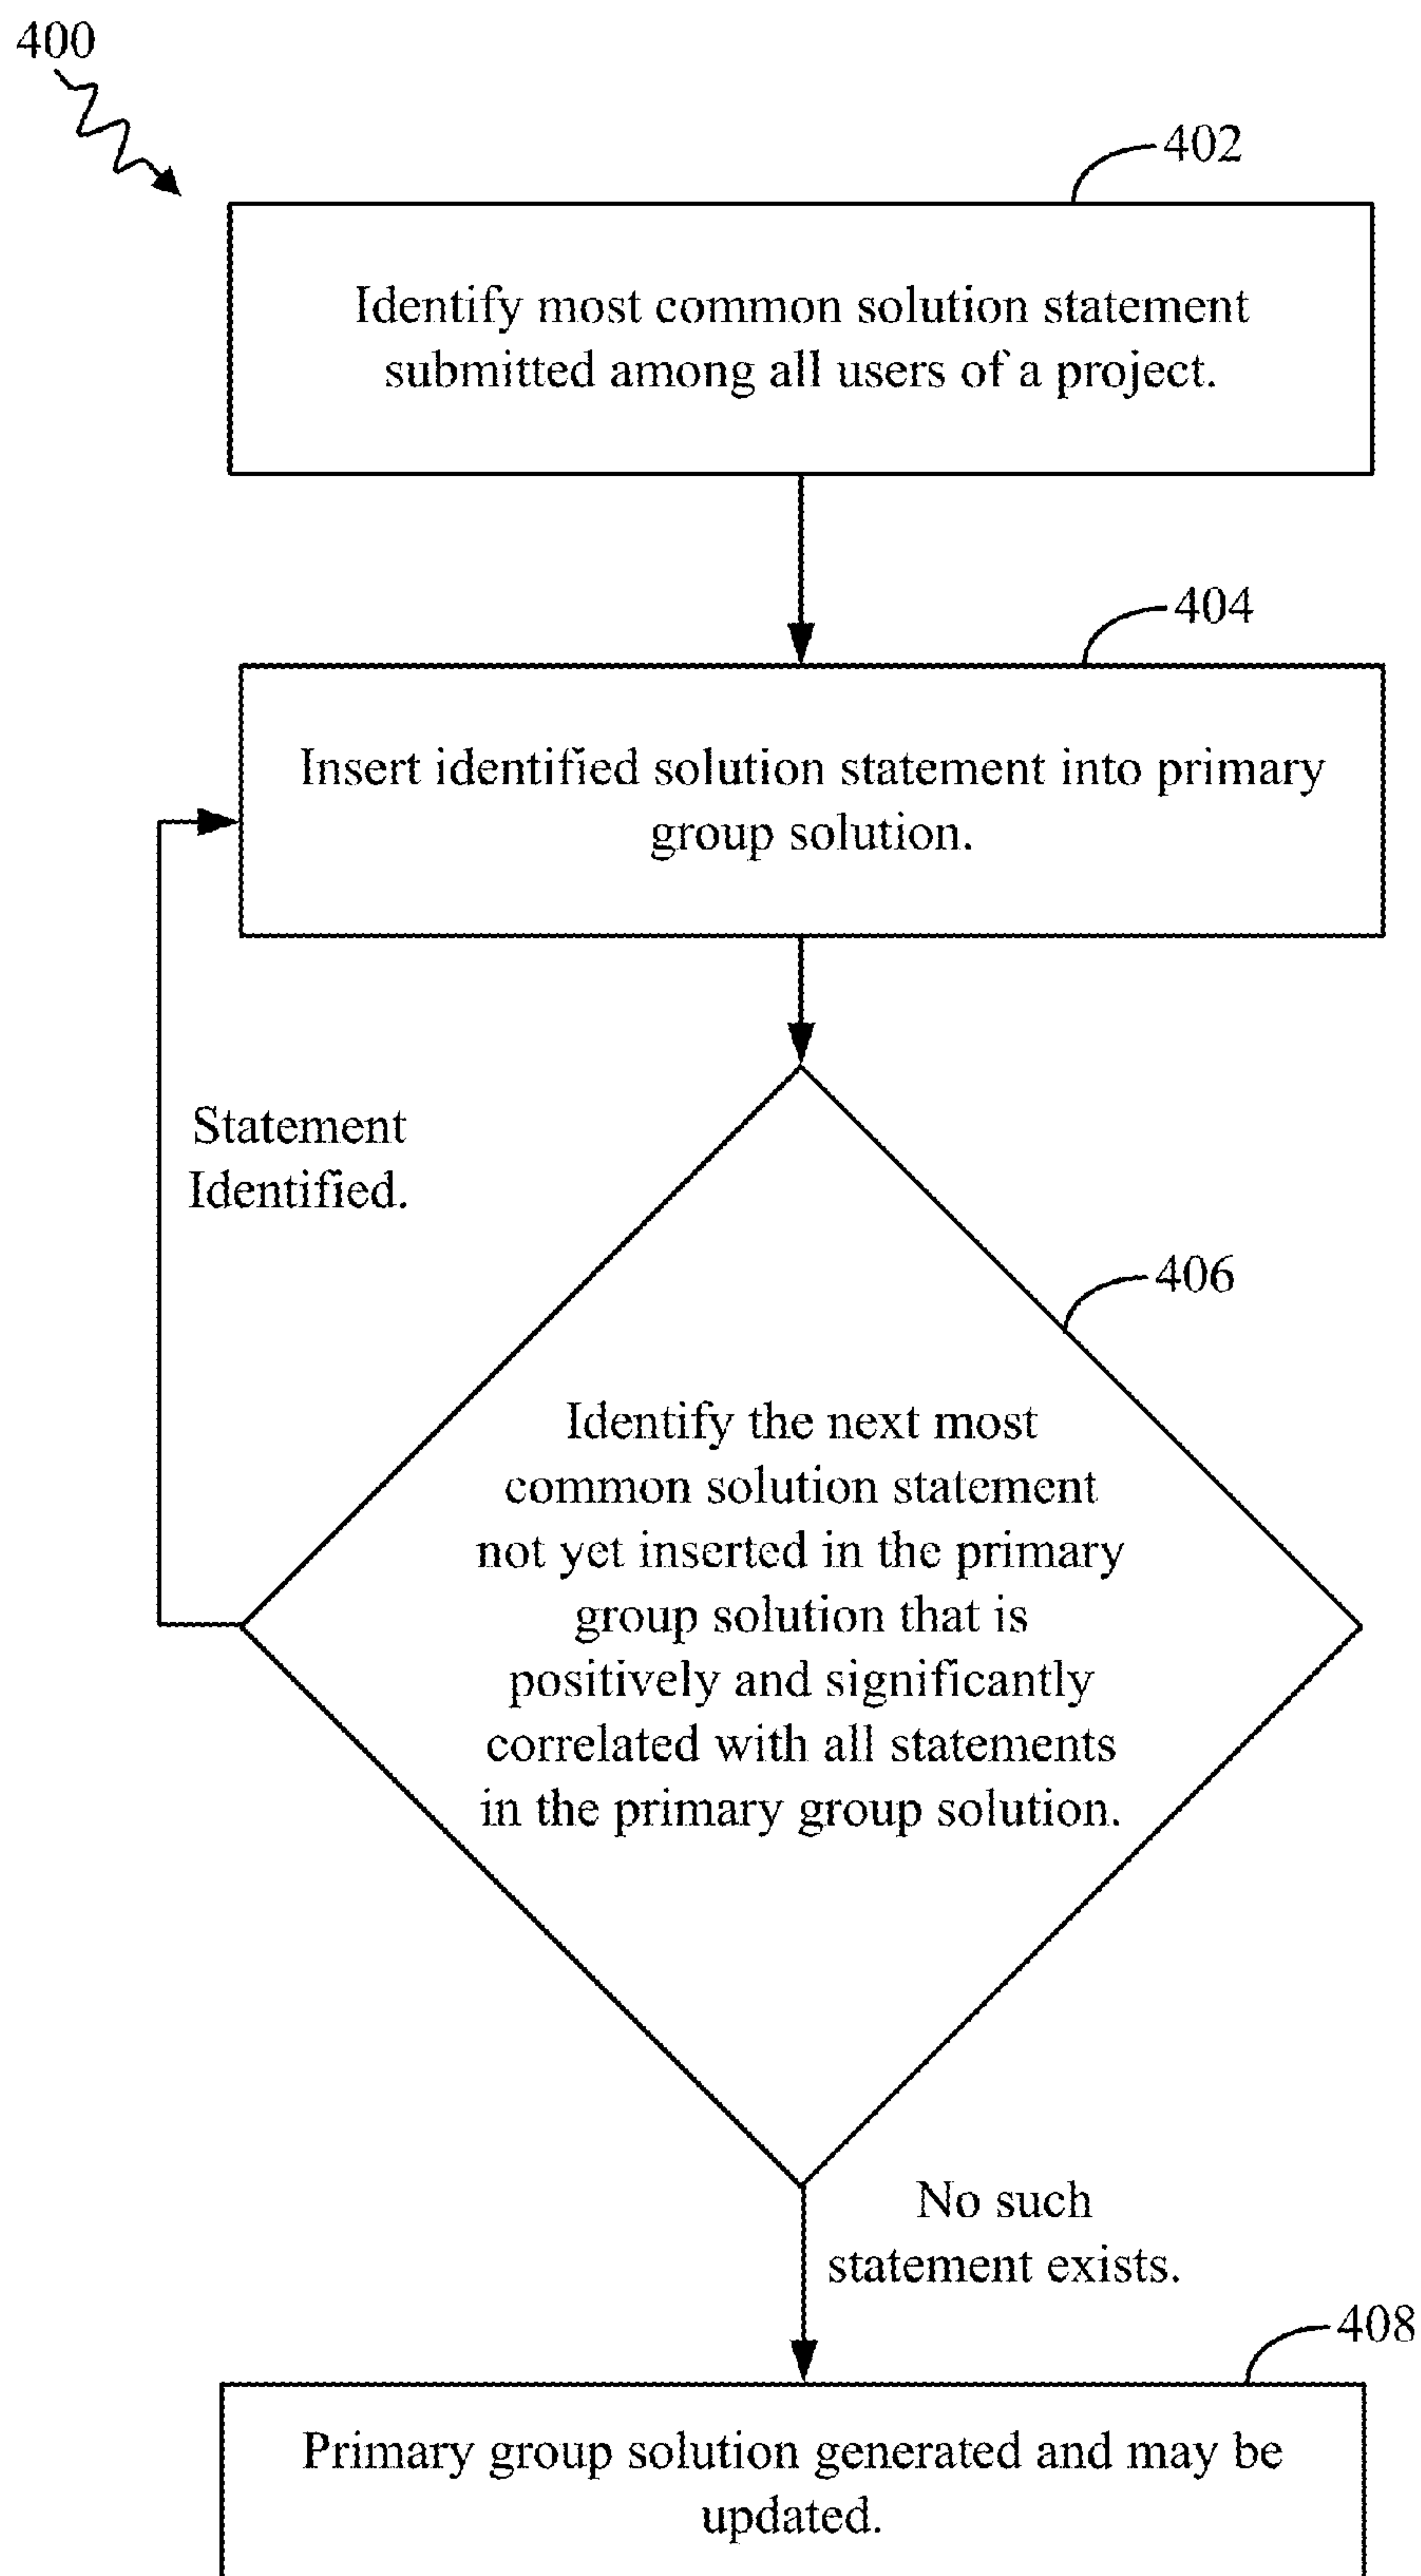 400
402
Identify most common solution statement
submitted among all users of a project.
404
Insert identified solution statement into primary
group solution.
Statement
Identified.
406
Identify the next most
common solution statement
not yet inserted in the primary
group solution that is
positively and significantly
correlated with all statements
in the primary group solution.
No such
statement exists.
408
Primary group solution generated and may be
updated.